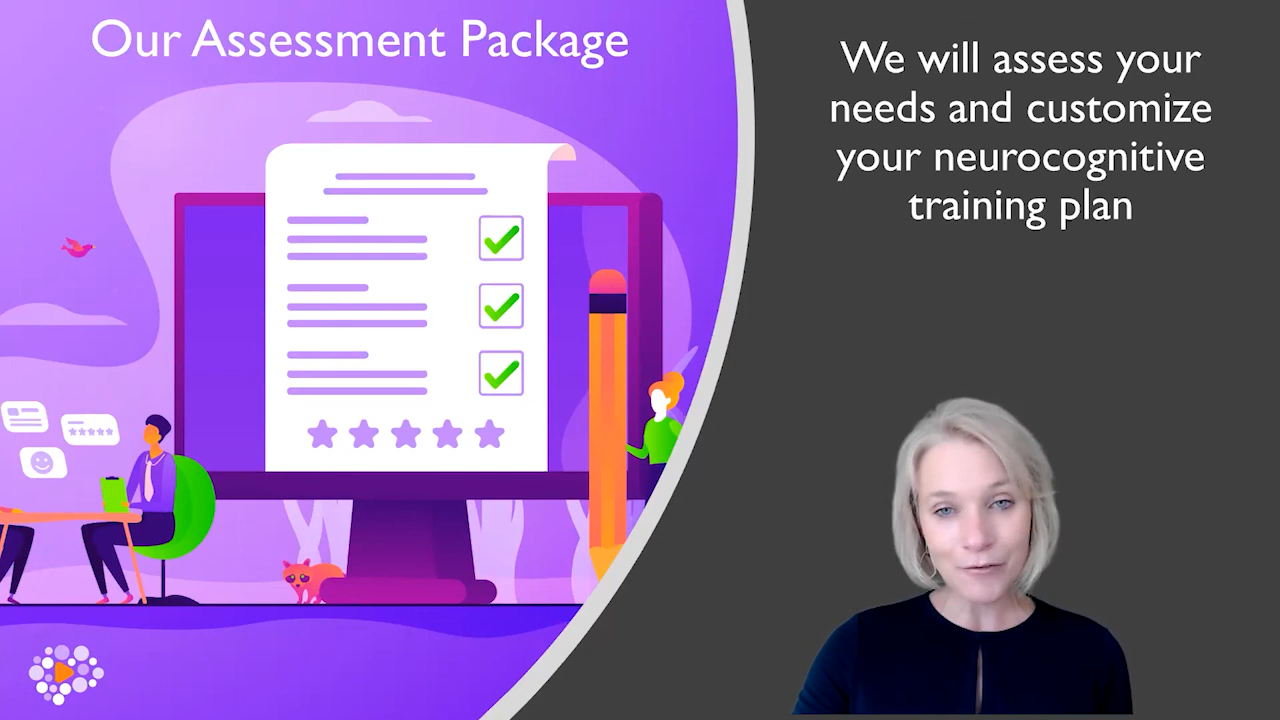 Our Assessment Package
We will assess your
needs and customize
your neurocognitive
training plan